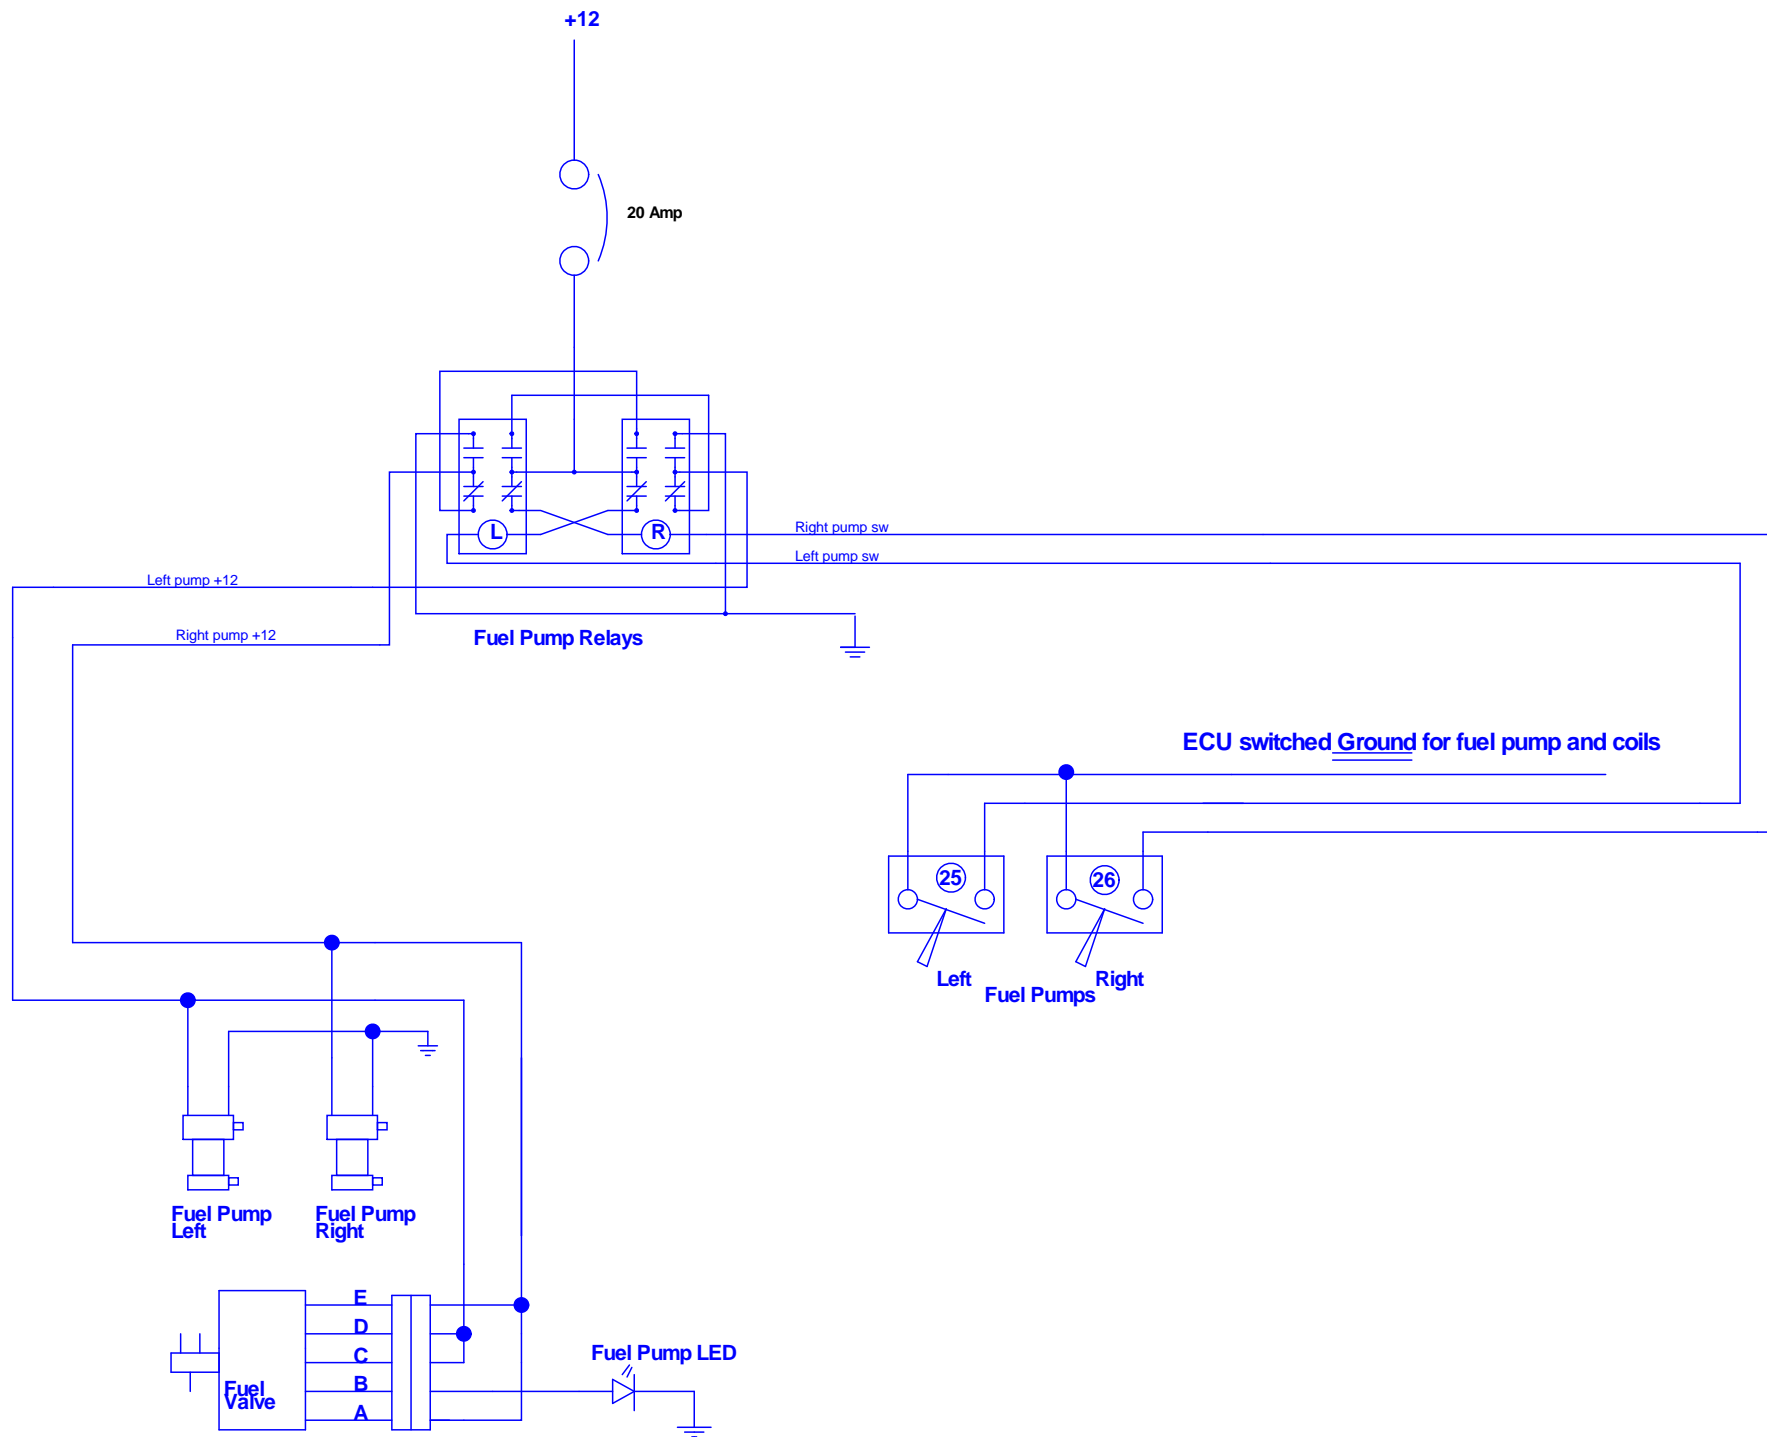 +12
20 Amp
L
R
Right pump sw
Left pump sw
Left pump +12
Right pump +12
Fuel Pump Relays
ECU switched Ground for fuel pump and coils
25
26
Left
Right
Fuel Pumps
Fuel Pump
Left
Fuel Pump
Right
E
D
C
B
A
Fuel
Valve
Fuel Pump LED